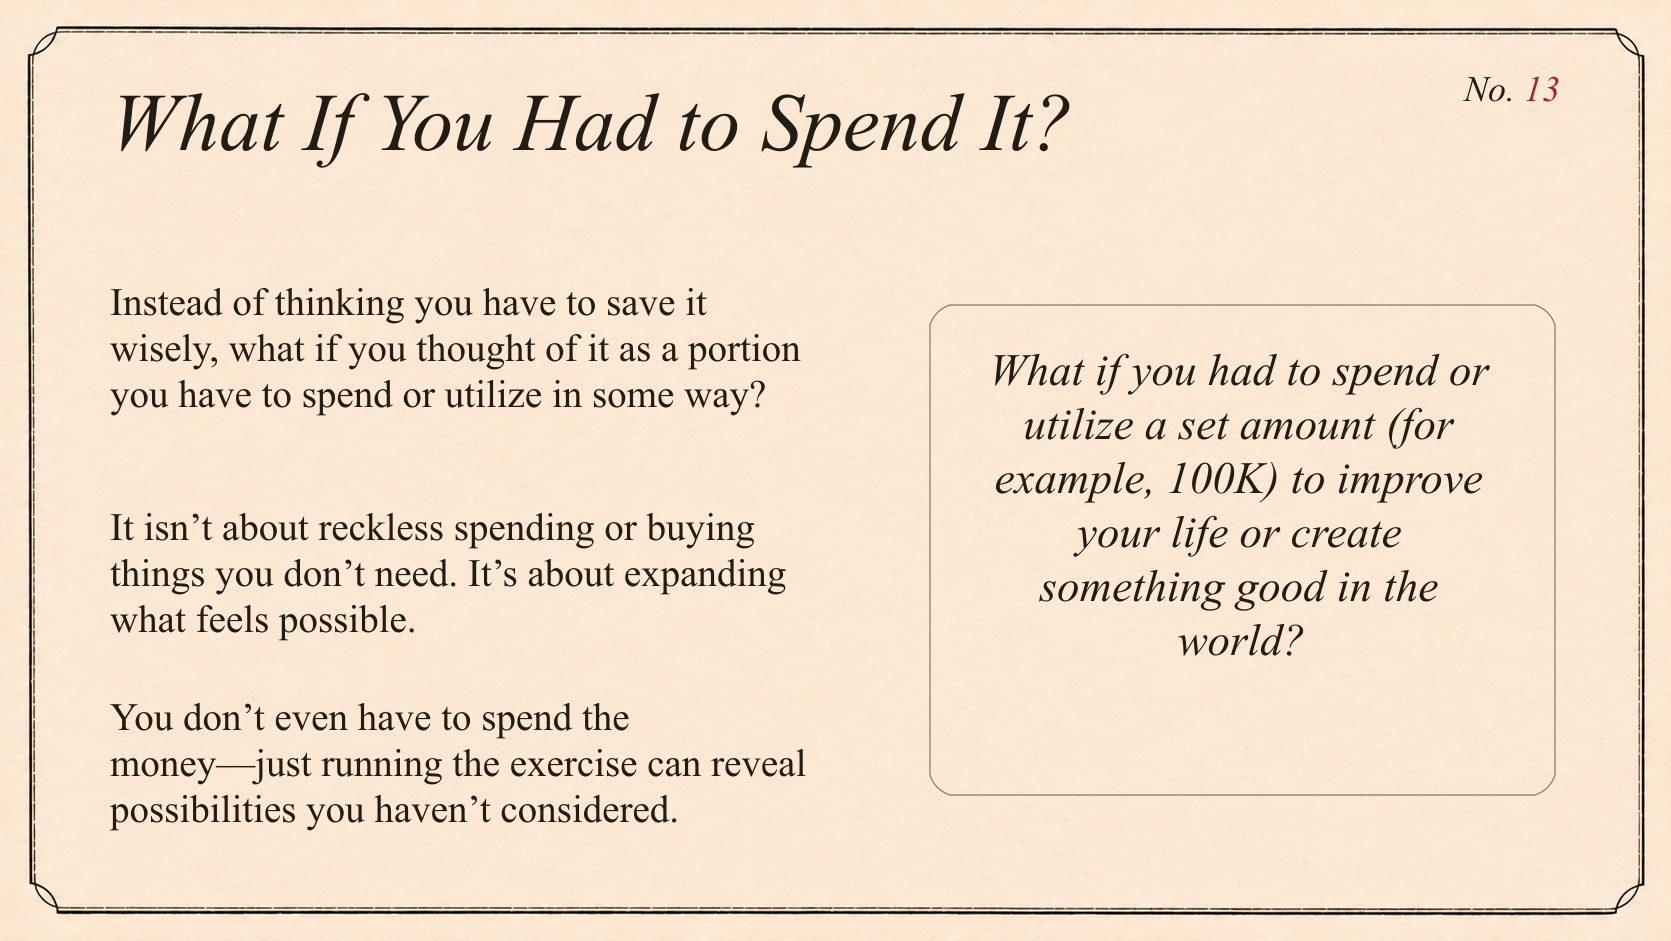 What If You Had to Spend It?
No. 13
Instead of thinking you have to save it
wisely, what if you thought of it as a portion
you have to spend or utilize in some way?
It isn’t about reckless spending or buying
things you don’t need. It’s about expanding
what feels possible.
You don’t even have to spend the
money—just running the exercise can reveal
possibilities you haven’t considered.
What if you had to spend or
utilize a set amount (for
example, 100K) to improve
your life or create
something good in the
world?